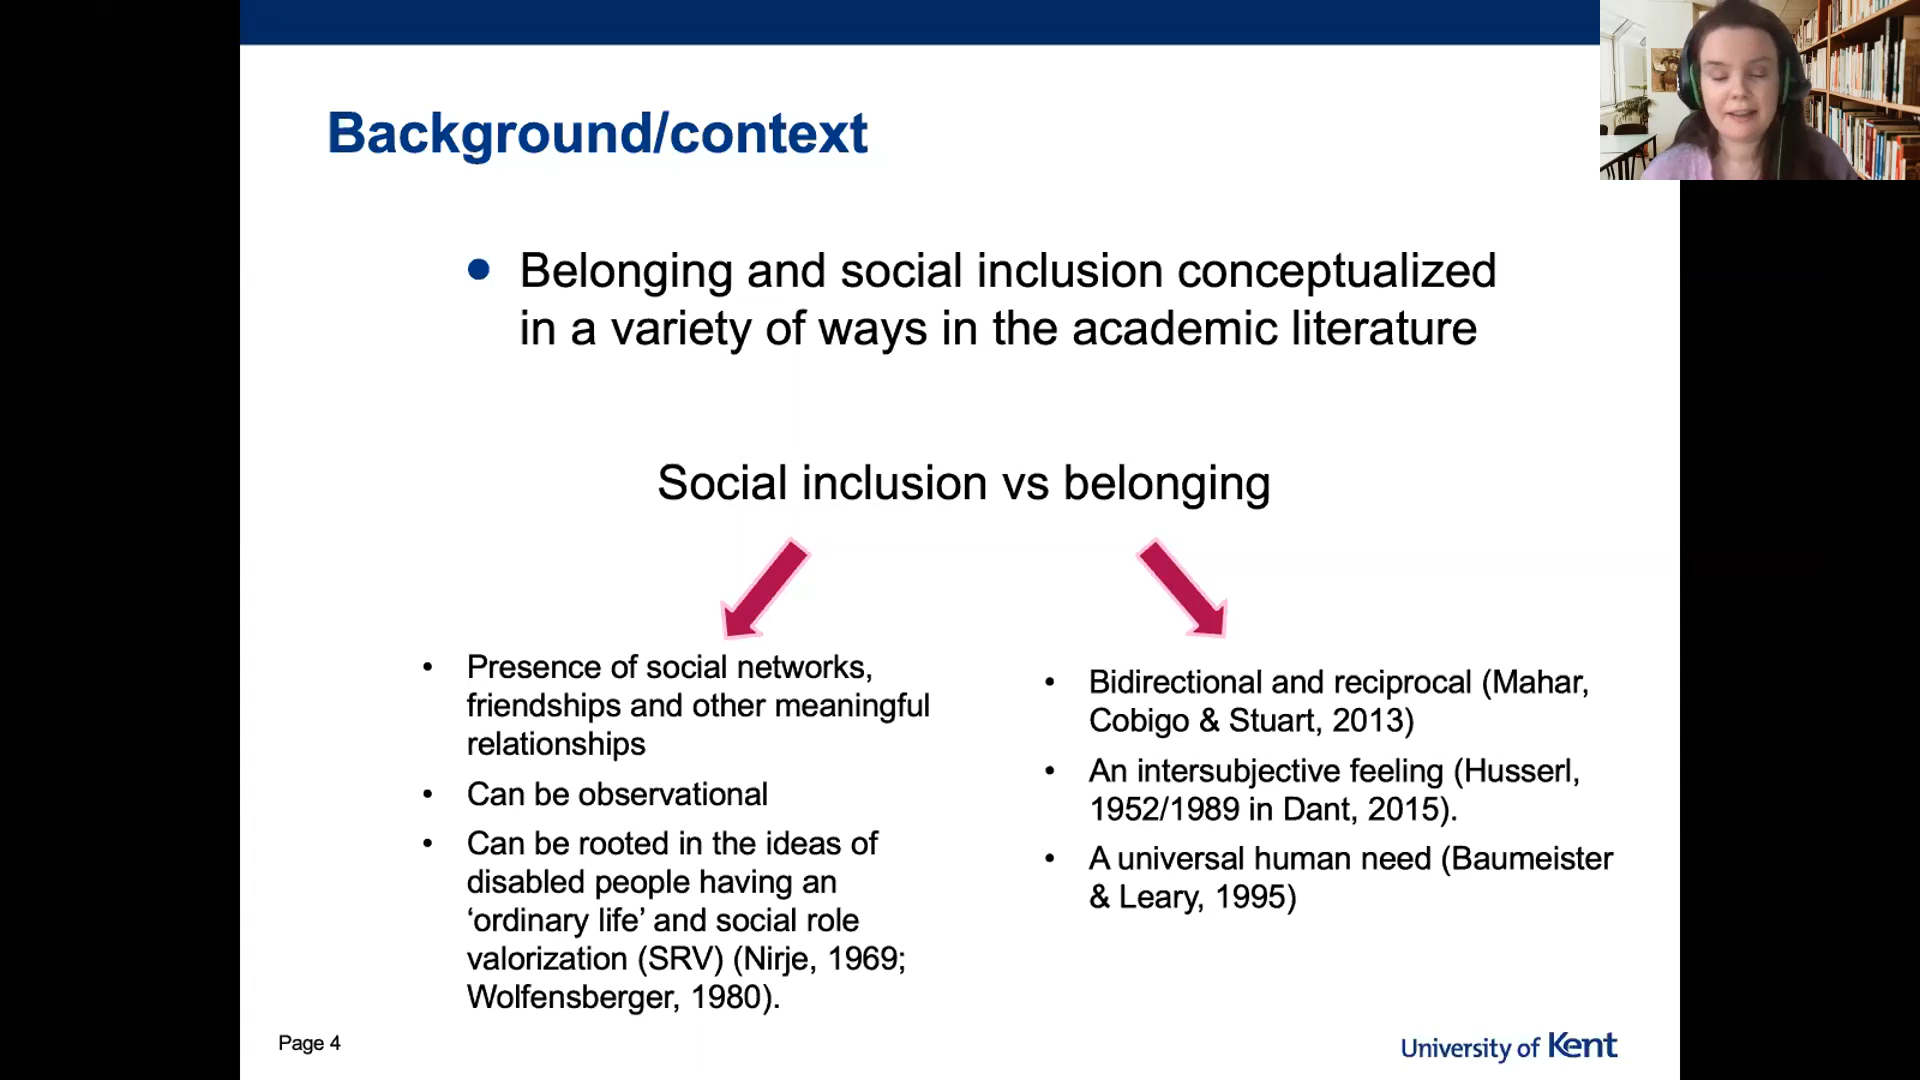 Background/context
Belonging and social inclusion conceptualized
in a variety of ways in the academic literature
Social inclusion vs belonging
• Presence of social networks,
friendships and other meaningful
relationships
• Can be observational
• Can be rooted in the ideas of
disabled people having an
‘ordinary life’ and social role
valorization (SRV) (Nirje, 1969;
Wolfensberger, 1980).
• Bidirectional and reciprocal (Mahar,
Cobigo & Stuart, 2013)
• An intersubjective feeling (Husserl,
1952/1989 in Dant, 2015).
• A universal human need (Baumeister
& Leary, 1995)
Page 4
University of Kent